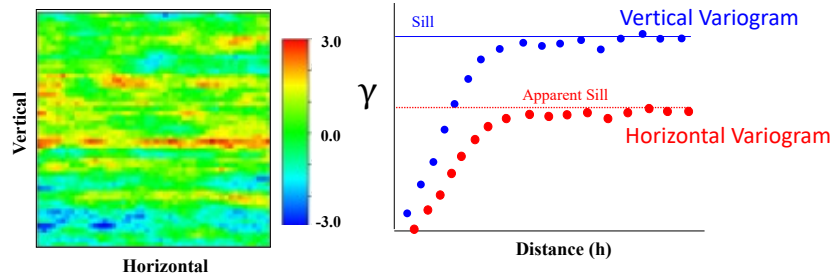 Vertical
Horizontal
3.0
0.0
-3.0
γ
Sill
Vertical Variogram
Apparent Sill
Horizontal Variogram
Distance (h)